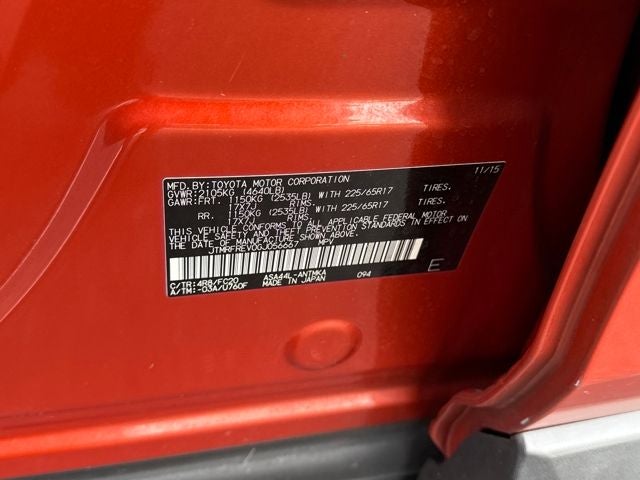 MFD.BY:TOYOTA MOTOR CORPORATION 11/15
GVWR:2105KG (4640LB)
GAWR:FRT. 1150KG (2535LB) WITH 225/65R17 TIRES.
17X7J RIMS.
RR. 1150KG (2535LB) WITH 225/65R17 TIRES.
17X7J RIMS.
THIS VEHICLE CONFORMS TO ALL APPLICABLE FEDERAL MOTOR
VEHICLE SAFETY AND THEFT PREVENTION STANDARDS IN EFFECT ON
THE DATE OF MANUFACTURE SHOWN ABOVE.
JTMRFREV00J056667 MPV
C/TR:4R8/FC20 ASA44L-ANTMKA 094 E
A/TM:-03A/U760F MADE IN JAPAN